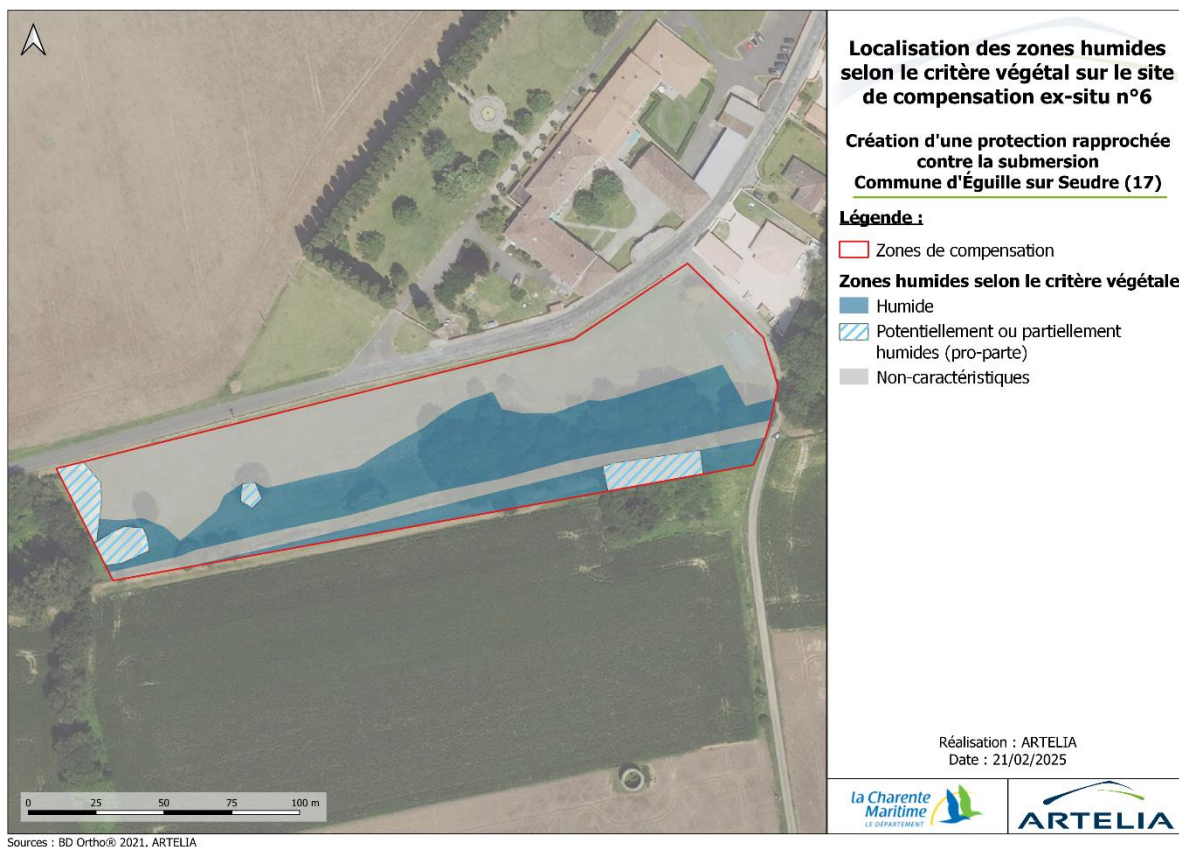 Localisation des zones humides
selon le critère végétal sur le site
de compensation ex-situ n°6
Création d'une protection rapprochée
contre la submersion
Commune d'Éguille sur Seudre (17)
Légende :
Zones de compensation
Zones humides selon le critère végétale
Humide
Potentiellement ou partiellement
humides (pro-parte)
Non-caractéristiques
Réalisation : ARTELIA
Date : 21/02/2025
la Charente
Maritime
LE DÉPARTEMENT
ARTELIA
0 25 50 75 100 m
Sources : BD Ortho® 2021, ARTELIA